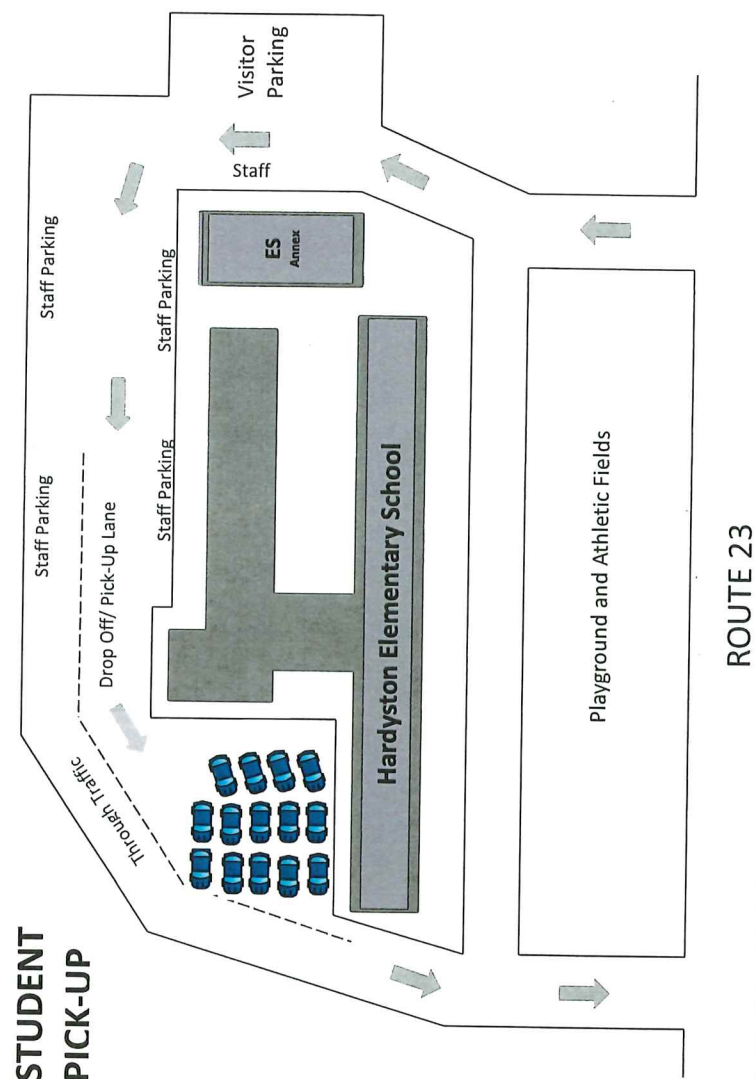 STUDENT
PICK-UP
Through Traffic
Drop Off/ Pick-Up Lane
Staff Parking
Staff Parking
Staff Parking
Staff Parking
Staff
Visitor
Parking
ES
Annex
Hardyston Elementary School
Playground and Athletic Fields
ROUTE 23